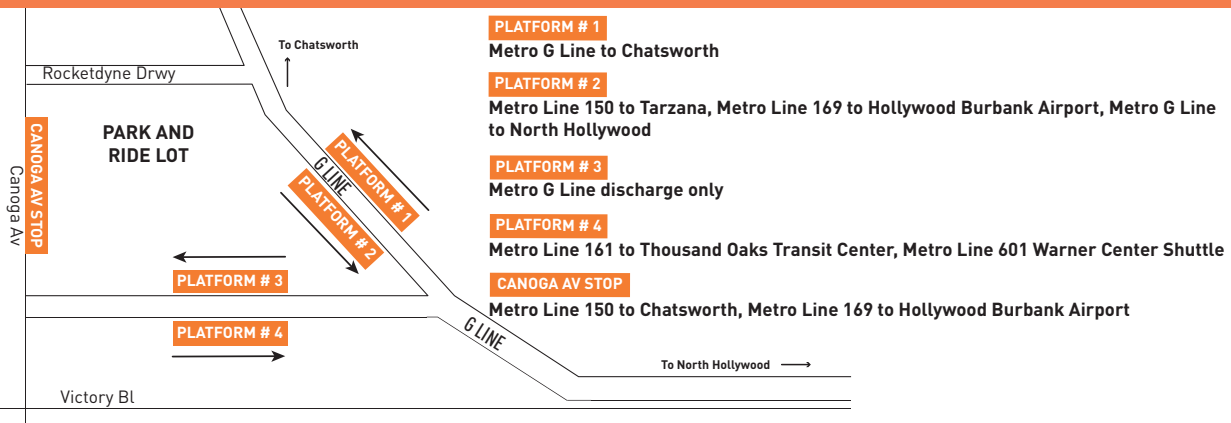 To Chatsworth
Rocketdyne Drwy
PARK AND
RIDE LOT
CANOGA AV STOP
Canoga Av
PLATFORM # 1
G LINE
PLATFORM # 2
PLATFORM # 3
PLATFORM # 4
G LINE
To North Hollywood
Victory Bl
PLATFORM # 1
Metro G Line to Chatsworth
PLATFORM # 2
Metro Line 150 to Tarzana, Metro Line 169 to Hollywood Burbank Airport, Metro G Line
to North Hollywood
PLATFORM # 3
Metro G Line discharge only
PLATFORM # 4
Metro Line 161 to Thousand Oaks Transit Center, Metro Line 601 Warner Center Shuttle
CANOGA AV STOP
Metro Line 150 to Chatsworth, Metro Line 169 to Hollywood Burbank Airport